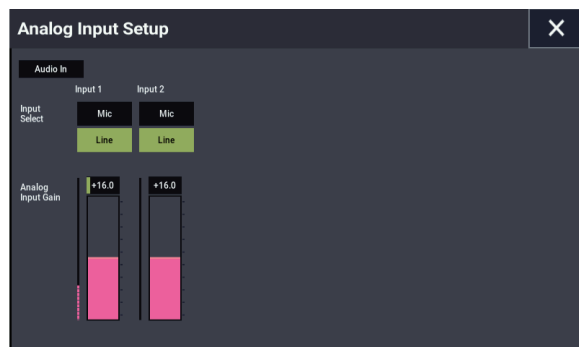 Analog Input Setup
Audio In
Input 1 Input 2
Input
Select
Mic Mic
Line Line
Analog
Input Gain
+16.0 +16.0